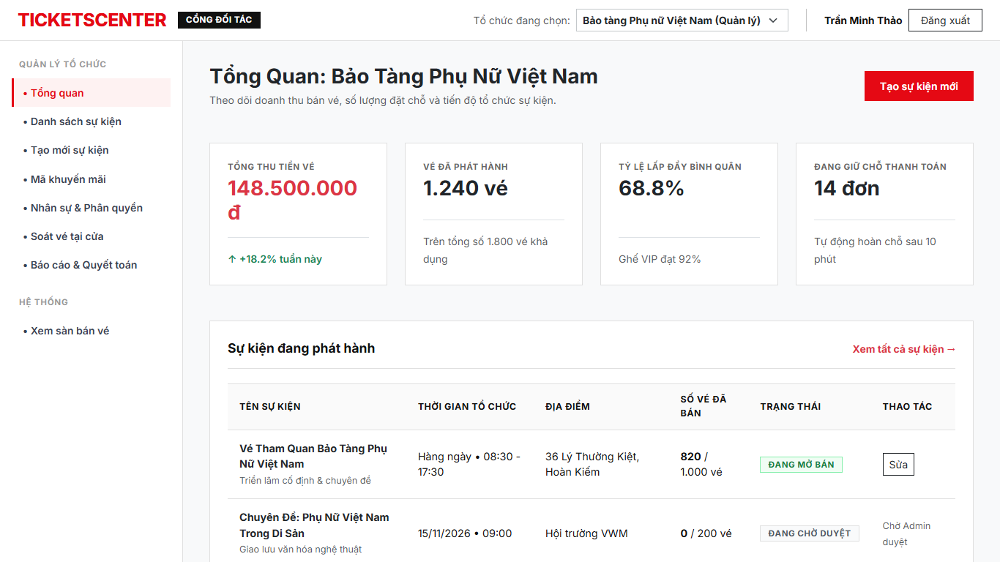 TICKETSCENTER
CỔNG ĐỐI TÁC
Tổ chức đang chọn:
Bảo tàng Phụ nữ Việt Nam (Quản lý)
Trần Minh Thảo
Đăng xuất
QUẢN LÝ TỔ CHỨC
• Tổng quan
• Danh sách sự kiện
• Tạo mới sự kiện
• Mã khuyến mãi
• Nhân sự & Phân quyền
• Soát vé tại cửa
• Báo cáo & Quyết toán
HỆ THỐNG
• Xem sàn bán vé
Tổng Quan: Bảo Tàng Phụ Nữ Việt Nam
Theo dõi doanh thu bán vé, số lượng đặt chỗ và tiến độ tổ chức sự kiện.
Tạo sự kiện mới
TỔNG THU TIỀN VÉ
148.500.000
đ
↑ +18.2% tuần này
VÉ ĐÃ PHÁT HÀNH
1.240 vé
Trên tổng số 1.800 vé khả
dụng
TỶ LỆ LẤP ĐẦY BÌNH QUÂN
68.8%
Ghế VIP đạt 92%
ĐANG GIỮ CHỖ THANH TOÁN
14 đơn
Tự động hoàn chỗ sau 10
phút
Sự kiện đang phát hành
Xem tất cả sự kiện →
TÊN SỰ KIỆN
THỜI GIAN TỔ CHỨC
ĐỊA ĐIỂM
SỐ VÉ ĐÃ
BÁN
TRẠNG THÁI
THAO TÁC
Vé Tham Quan Bảo Tàng Phụ
Nữ Việt Nam
Triển lãm cố định & chuyên đề
Hàng ngày • 08:30 -
17:30
36 Lý Thường Kiệt,
Hoàn Kiếm
820 /
1.000 vé
ĐANG MỞ BÁN
Sửa
Chuyên Đề: Phụ Nữ Việt Nam
Trong Di Sản
Giao lưu văn hóa nghệ thuật
15/11/2026 • 09:00
Hội trường VWM
0 / 200 vé
ĐANG CHỜ DUYỆT
Chờ Admin
duyệt